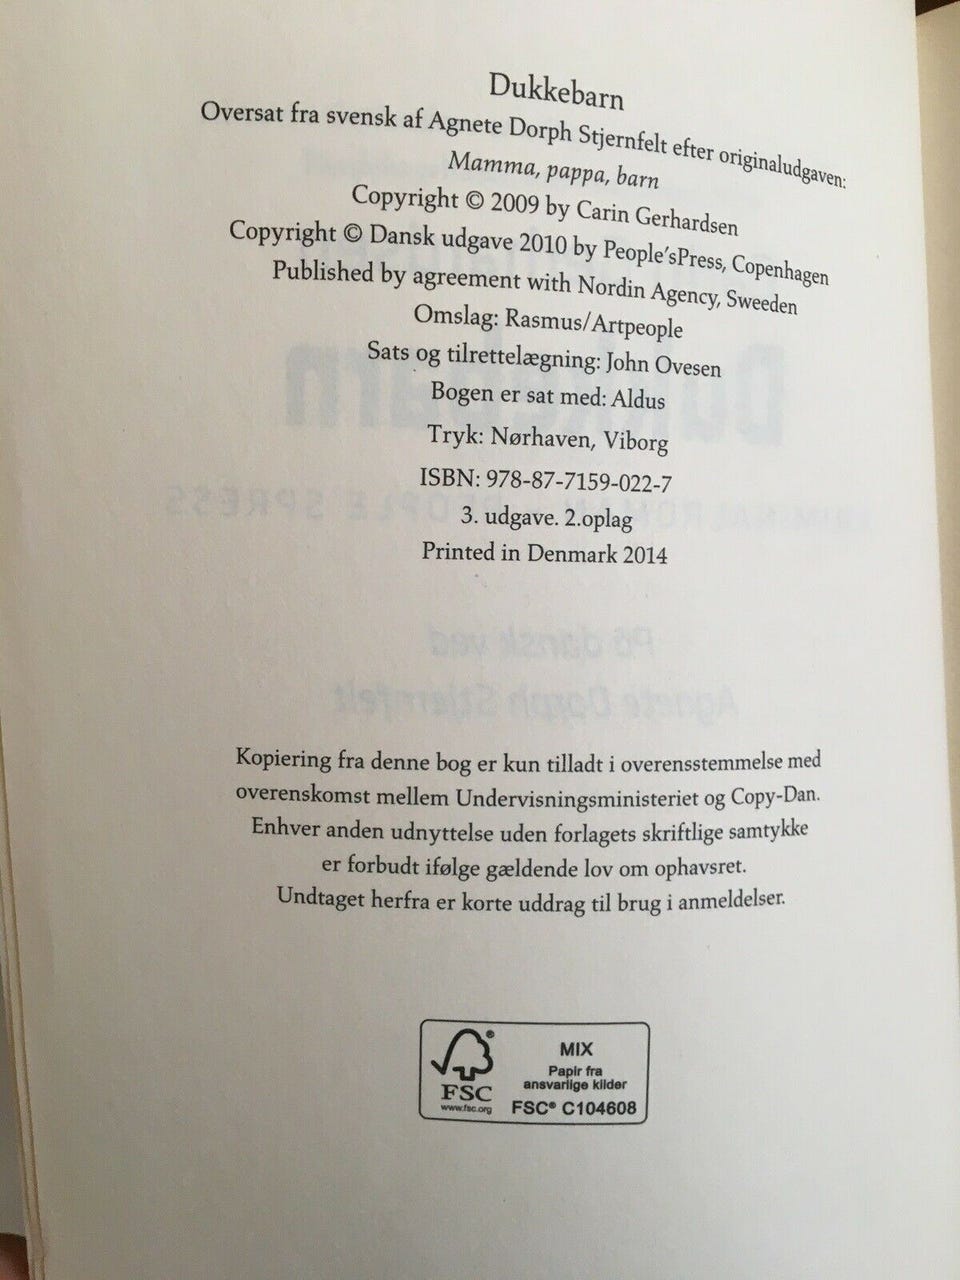 Dukkebarn
Oversat fra svensk af Agnete Dorph Stjernfelt efter originaludgaven:
Mamma, pappa, barn
Copyright © 2009 by Carin Gerhardsen
Copyright © Dansk udgave 2010 by People'sPress, Copenhagen
Published by agreement with Nordin Agency, Sweden
Omslag: Rasmus/Artpeople
Sats og tilrettelægning: John Ovesen
Bogen er sat med: Aldus
Tryk: Nørhaven, Viborg
ISBN: 978-87-7159-022-7
3. udgave. 2.oplag
Printed in Denmark 2014
Kopiering fra denne bog er kun tilladt i overensstemmelse med
overenskomst mellem Undervisningsministeriet og Copy-Dan.
Enhver anden udnyttelse uden forlagets skriftlige samtykke
er forbudt ifølge gældende lov om ophavsret.
Undtaget herfra er korte uddrag til brug i anmeldelser.
FSC
www.fsc.org
MIX
Papir fra
ansvarlige kilder
FSC® C104608